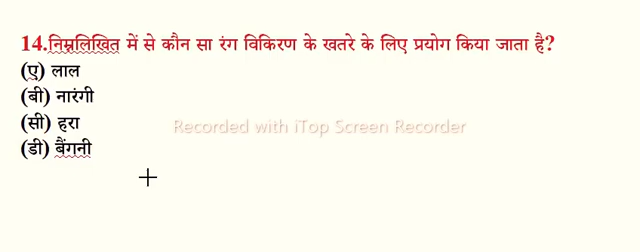 14.निम्नलिखित में से कौन सा रंग विकिरण के खतरे के लिए प्रयोग किया जाता है?
(ए) लाल
(बी) नारंगी
(सी) हरा
(डी) बैंगनी
Recorded with iTop Screen Recorder